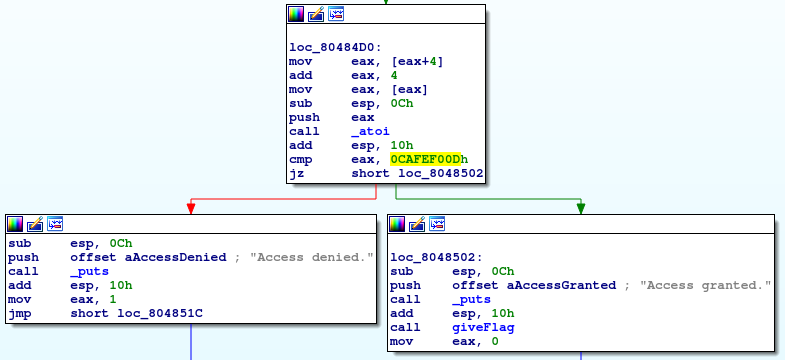 loc_80484D0:
mov eax, [eax+4]
add eax, 4
mov eax, [eax]
sub esp, 0Ch
push eax
call _atoi
add esp, 10h
cmp eax, 0CAFEF00Dh
jz short loc_8048502
sub esp, 0Ch
push offset aAccessDenied ; "Access denied."
call _puts
add esp, 10h
mov eax, 1
jmp short loc_804851C
loc_8048502:
sub esp, 0Ch
push offset aAccessGranted ; "Access granted."
call _puts
add esp, 10h
call giveFlag
mov eax, 0